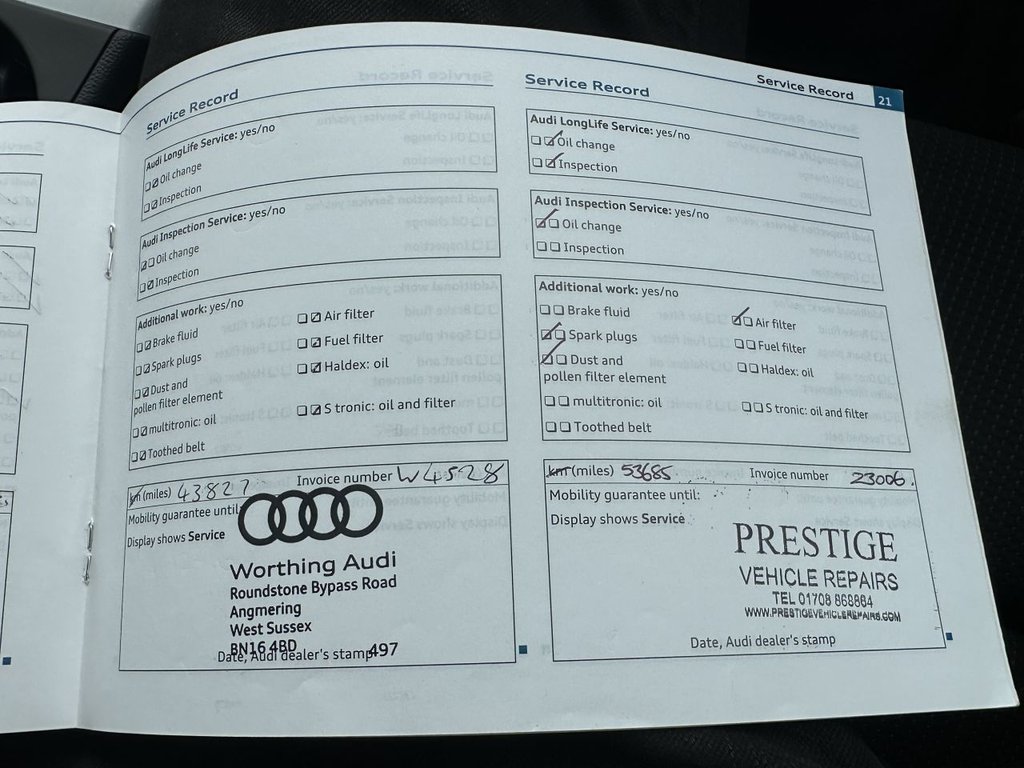 Service Record 21
Service Record
Audi LongLife Service: yes/no
Oil change
Inspection
Audi Inspection Service: yes/no
Oil change
Inspection
Additional work: yes/no
Brake fluid
Spark plugs
Dust and
pollen filter element
multitronic: oil
Toothed belt
Air filter
Fuel filter
Haldex: oil
S tronic: oil and filter
km (miles) 43827 Invoice number W4528
Mobility guarantee until:
Display shows Service
Worthing Audi
Roundstone Bypass Road
Angmering
West Sussex
BN16 4BD
Date, Audi dealer's stamp 497
Service Record
Audi LongLife Service: yes/no
Oil change
Inspection
Audi Inspection Service: yes/no
Oil change
Inspection
Additional work: yes/no
Brake fluid
Spark plugs
Dust and
pollen filter element
multitronic: oil
Toothed belt
Air filter
Fuel filter
Haldex: oil
S tronic: oil and filter
km (miles) 53685 Invoice number 23006.
Mobility guarantee until:
Display shows Service
PRESTIGE
VEHICLE REPAIRS
TEL 01708 868864
WWW.PRESTIGEVEHICLEREPAIRS.COM
Date, Audi dealer's stamp